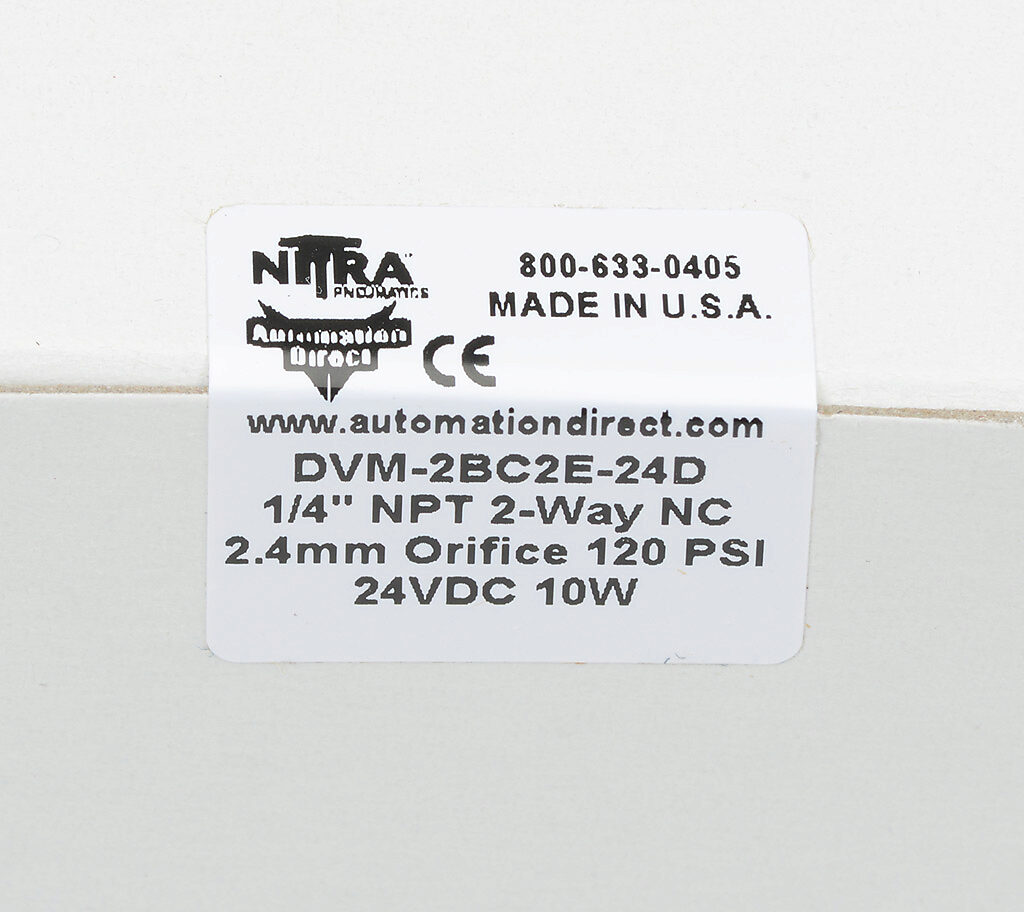 NITRA
PNEUMATICS
Automation
Direct
CE
800-633-0405
MADE IN U.S.A.
www.automationdirect.com
DVM-2BC2E-24D
1/4" NPT 2-Way NC
2.4mm Orifice 120 PSI
24VDC 10W